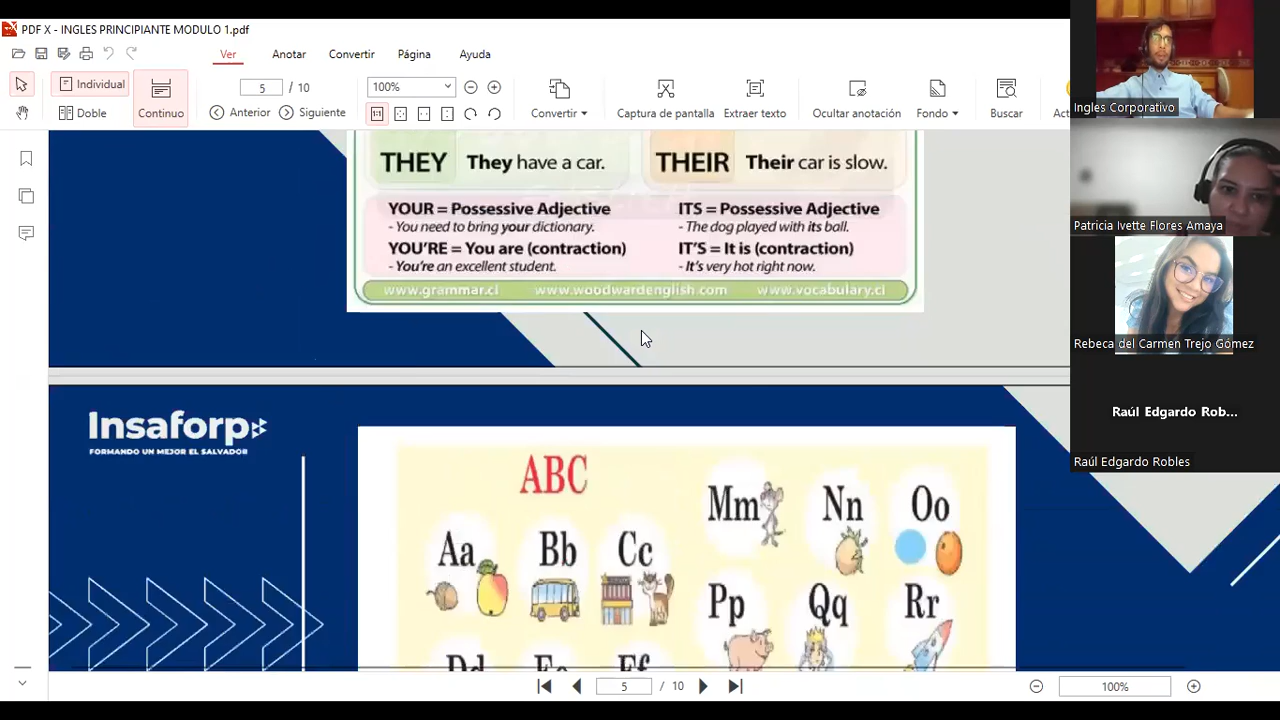 PDF X - INGLES PRINCIPIANTE MODULO 1.pdf
Ver Anotar Convertir Página Ayuda
Individual
Doble
Continuo
5 / 10
Anterior Siguiente
100%
Convertir
Captura de pantalla
Extraer texto
Ocultar anotación
Fondo
Buscar
Ingles Corporativo
Patricia Ivette Flores Amaya
Rebeca del Carmen Trejo Gómez
Raúl Edgardo Rob...
Raúl Edgardo Robles
THEY They have a car. THEIR Their car is slow.
YOUR = Possessive Adjective
- You need to bring your dictionary.
YOU'RE = You are (contraction)
- You're an excellent student.
ITS = Possessive Adjective
- The dog played with its ball.
IT'S = It is (contraction)
- It's very hot right now.
www.grammar.cl www.woodwardenglish.com www.vocabulary.cl
Insaforp
FORMANDO UN MEJOR EL SALVADOR
ABC
Aa Bb Cc
Dd Ee Ff
Mm Nn Oo
Pp Qq Rr
5 / 10
100%